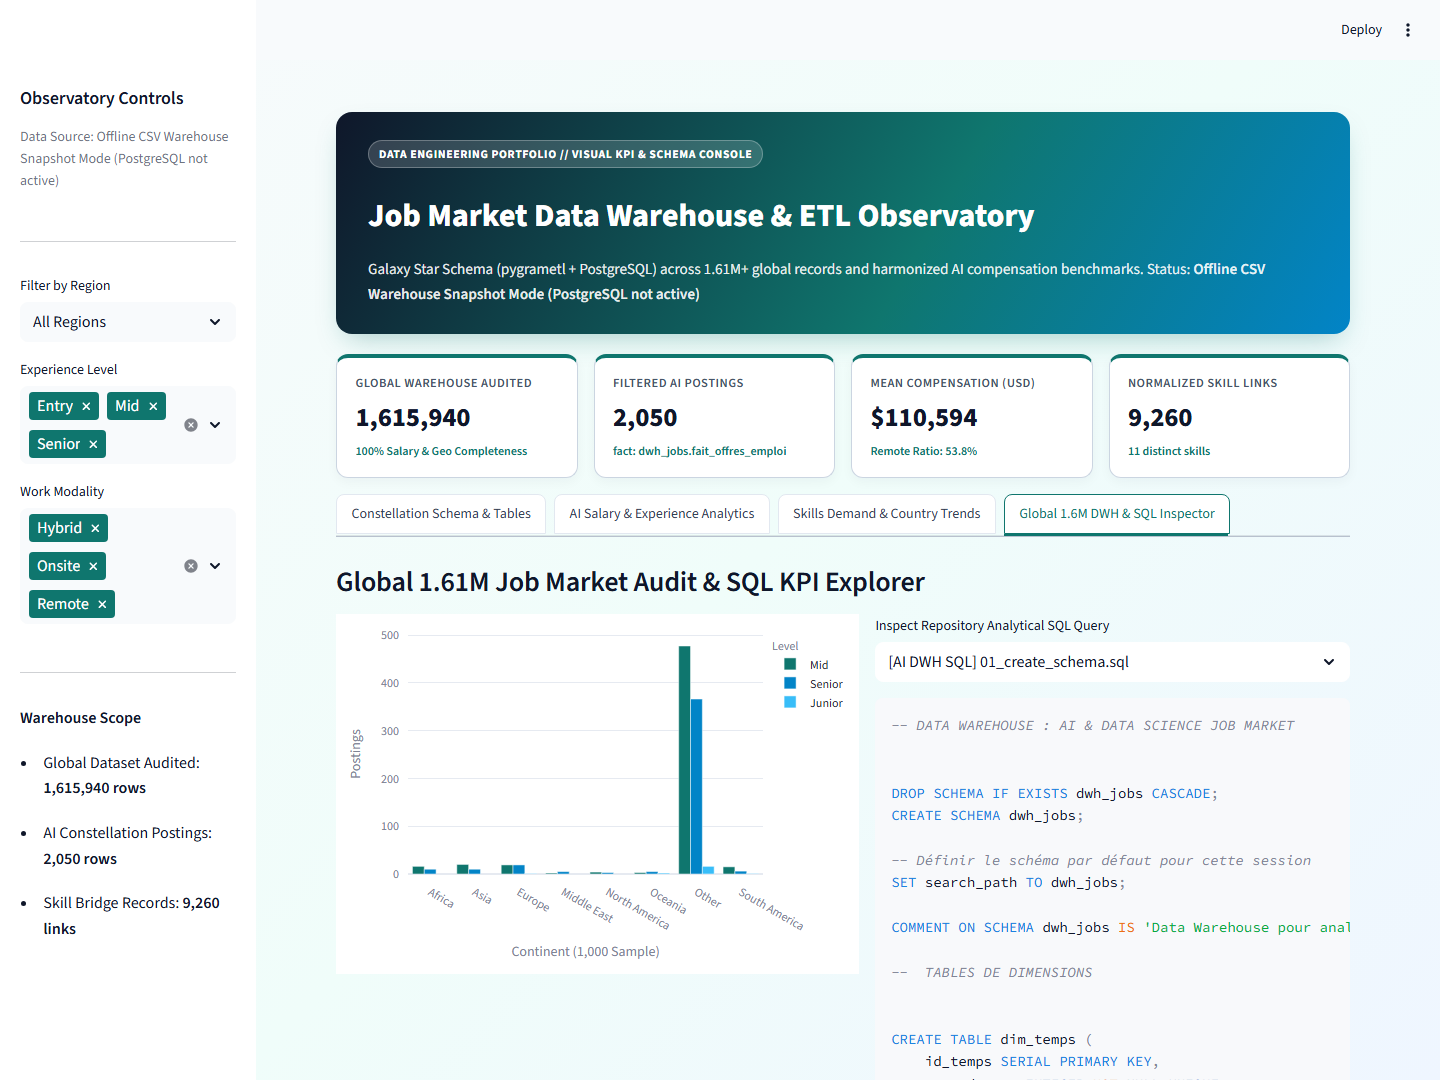 Deploy
Observatory Controls
Data Source: Offline CSV Warehouse
Snapshot Mode (PostgreSQL not
active)
Filter by Region
All Regions
Experience Level
Entry
Mid
Senior
Work Modality
Hybrid
Onsite
Remote
Warehouse Scope
Global Dataset Audited:
1,615,940 rows
AI Constellation Postings:
2,050 rows
Skill Bridge Records: 9,260
links
DATA ENGINEERING PORTFOLIO // VISUAL KPI & SCHEMA CONSOLE
Job Market Data Warehouse & ETL Observatory
Galaxy Star Schema (pygrametl + PostgreSQL) across 1.61M+ global records and harmonized AI compensation benchmarks. Status: Offline CSV
Warehouse Snapshot Mode (PostgreSQL not active)
GLOBAL WAREHOUSE AUDITED
1,615,940
100% Salary & Geo Completeness
FILTERED AI POSTINGS
2,050
fact: dwh_jobs.fait_offres_emploi
MEAN COMPENSATION (USD)
$110,594
Remote Ratio: 53.8%
NORMALIZED SKILL LINKS
9,260
11 distinct skills
Constellation Schema & Tables
AI Salary & Experience Analytics
Skills Demand & Country Trends
Global 1.6M DWH & SQL Inspector
Global 1.61M Job Market Audit & SQL KPI Explorer
500
400
300
200
100
0
Postings
Africa
Asia
Europe
Middle East
North America
Oceania
Other
South America
Continent (1,000 Sample)
Level
Mid
Senior
Junior
Inspect Repository Analytical SQL Query
[AI DWH SQL] 01_create_schema.sql
-- DATA WAREHOUSE : AI & DATA SCIENCE JOB MARKET
DROP SCHEMA IF EXISTS dwh_jobs CASCADE;
CREATE SCHEMA dwh_jobs;
-- Définir le schéma par défaut pour cette session
SET search_path TO dwh_jobs;
COMMENT ON SCHEMA dwh_jobs IS 'Data Warehouse pour anal
-- TABLES DE DIMENSIONS
CREATE TABLE dim_temps (
id_temps SERIAL PRIMARY KEY,